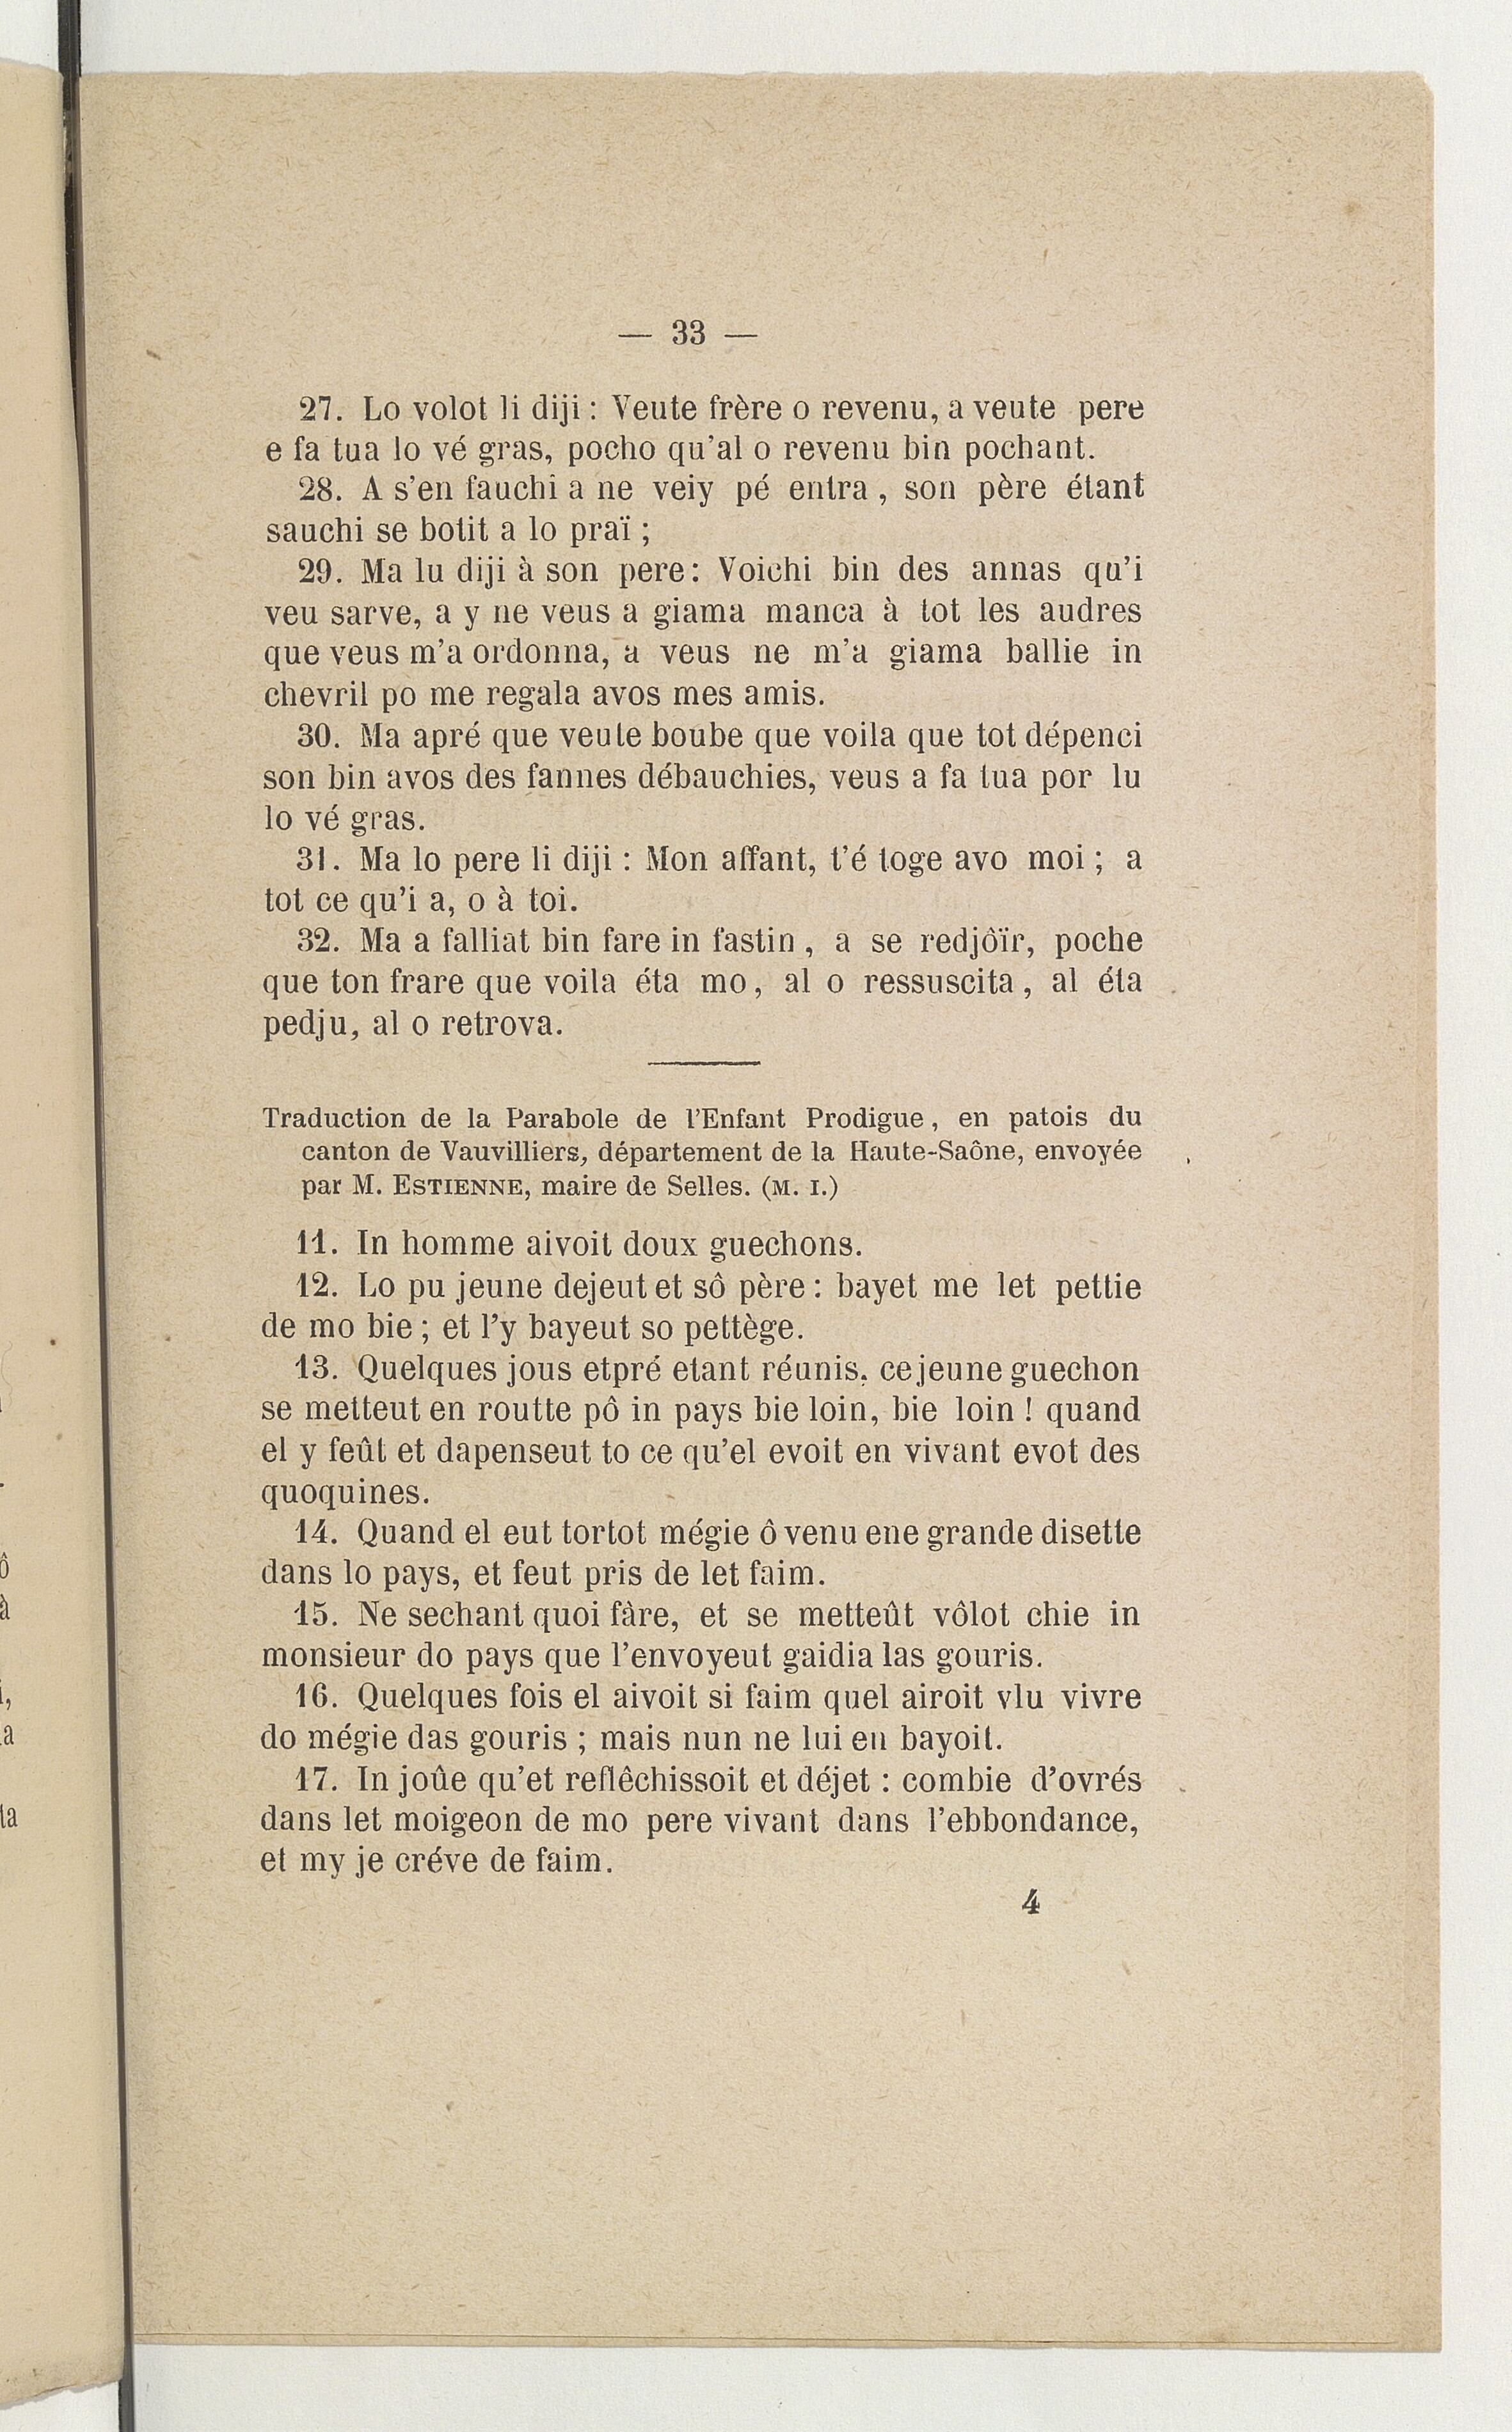 — 33 —
27. Lo volot li diji : Veute frère o revenu, a veute pere
e fa tua lo vé gras, pocho qu'al o revenu bin pochant.
28. A s'en fauchi a ne veiy pé entra, son père étant
sauchi se botit a lo praï ;
29. Ma lu diji à son pere : Voichi bin des annas qu'i
veu sarve, a y ne veus a giama manca à tot les audres
que veus m'a ordonna, a veus ne m'a giama ballie in
chevril po me regala avos mes amis.
30. Ma apré que veute boube que voila que tot dépenci
son bin avos des fannes débauchies, veus a fa tua por lu
lo vé gras.
31. Ma lo pere li diji : Mon affant, t'é toge avo moi ; a
tot ce qu'i a, o à toi.
32. Ma a falliat bin fare in fastin, a se redjôïr, poche
que ton frare que voila éta mo, al o ressuscita, al éta
pedju, al o retrova.
Traduction de la Parabole de l'Enfant Prodigue, en patois du
canton de Vauvilliers, département de la Haute-Saône, envoyée
par M. ESTIENNE, maire de Selles. (M. I.)
11. In homme aivoit doux guechons.
12. Lo pu jeune dejeut et sô père : bayet me let pettie
de mo bie ; et l'y bayeut so pettège.
13. Quelques jous etpré etant réunis, ce jeune guechon
se metteut en routte pô in pays bie loin, bie loin ! quand
el y feût et dapenseut to ce qu'el evoit en vivant evot des
quoquines.
14. Quand el eut tortot mégie ô venu ene grande disette
dans lo pays, et feut pris de let faim.
15. Ne sechant quoi fàre, et se metteût vôlot chie in
monsieur do pays que l'envoyeut gaidia las gouris.
16. Quelques fois el aivoit si faim quel airoit vlu vivre
do mégie das gouris ; mais nun ne lui en bayoit.
17. In joûe qu'et reflêchissoit et déjet : combie d'ovrés
dans let moigeon de mo pere vivant dans l'ebbondance,
et my je créve de faim.
4